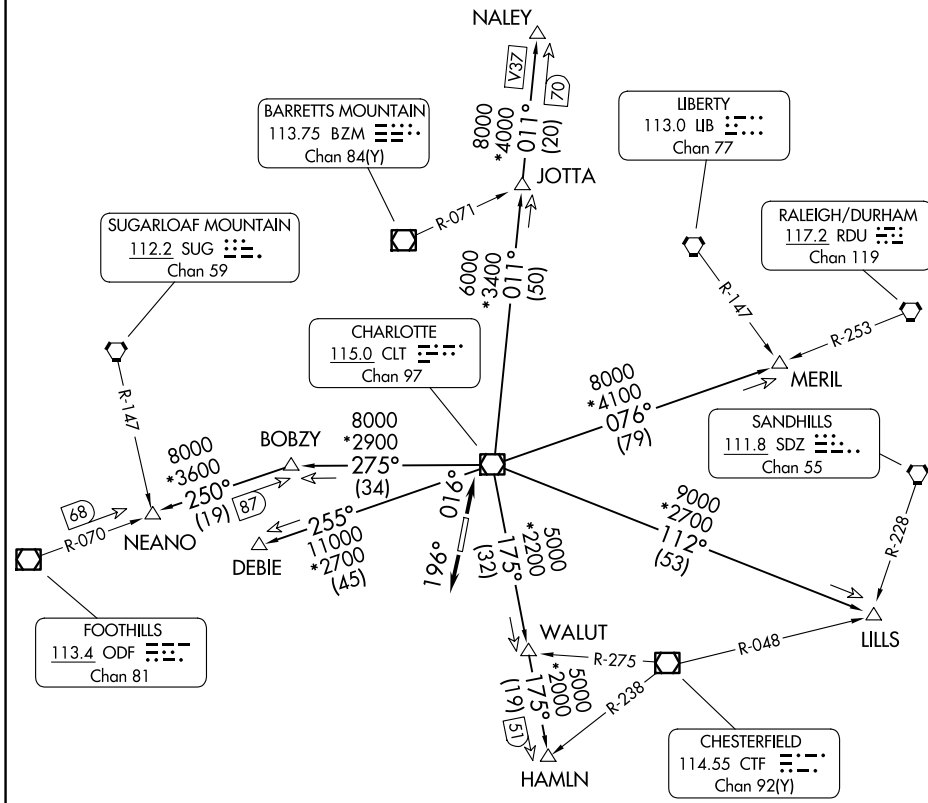 NALEY
V37
70
8000
*4000
011°
(20)
BARRETTS MOUNTAIN
113.75 BZM
Chan 84(Y)
LIBERTY
113.0 LIB
Chan 77
JOTTA
R-071
SUGARLOAF MOUNTAIN
112.2 SUG
Chan 59
RALEIGH/DURHAM
117.2 RDU
Chan 119
6000
*3400
011°
(50)
R-147
R-253
CHARLOTTE
115.0 CLT
Chan 97
MERIL
R-147
8000
*4100
076°
(79)
SANDHILLS
111.8 SDZ
Chan 55
BOBZY
8000
*2900
275°
(34)
8000
*3600
250°
(19)
87
68
R-070
NEANO
255°
11000
*2700
(45)
DEBIE
016°
196°
5000
*2200
175°
(32)
9000
*2700
112°
(53)
R-228
FOOTHILLS
113.4 ODF
Chan 81
WALUT
R-275
R-048
LILLS
5000
*2000
175°
(19)
51
R-238
HAMLN
CHESTERFIELD
114.55 CTF
Chan 92(Y)